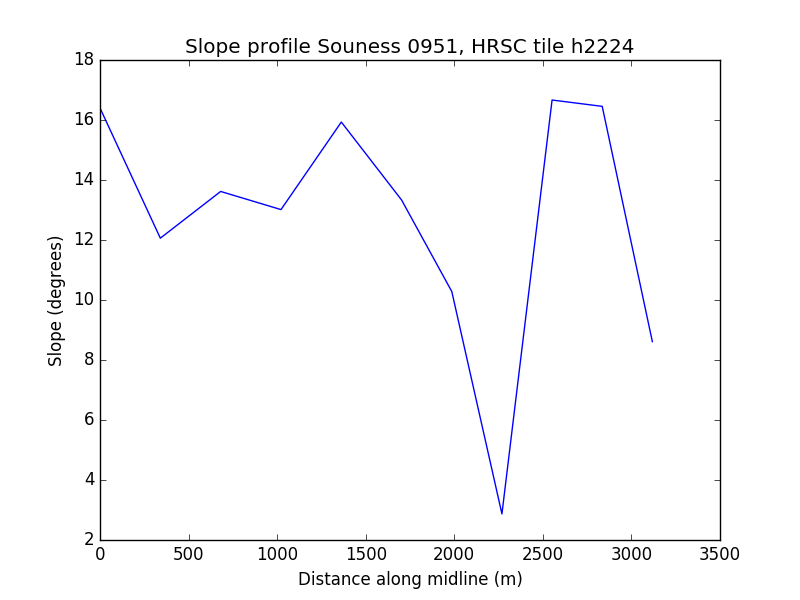 Slope profile Souness 0951, HRSC tile h2224
18
16
14
12
10
8
6
4
2
Slope (degrees)
0 500 1000 1500 2000 2500 3000 3500
Distance along midline (m)